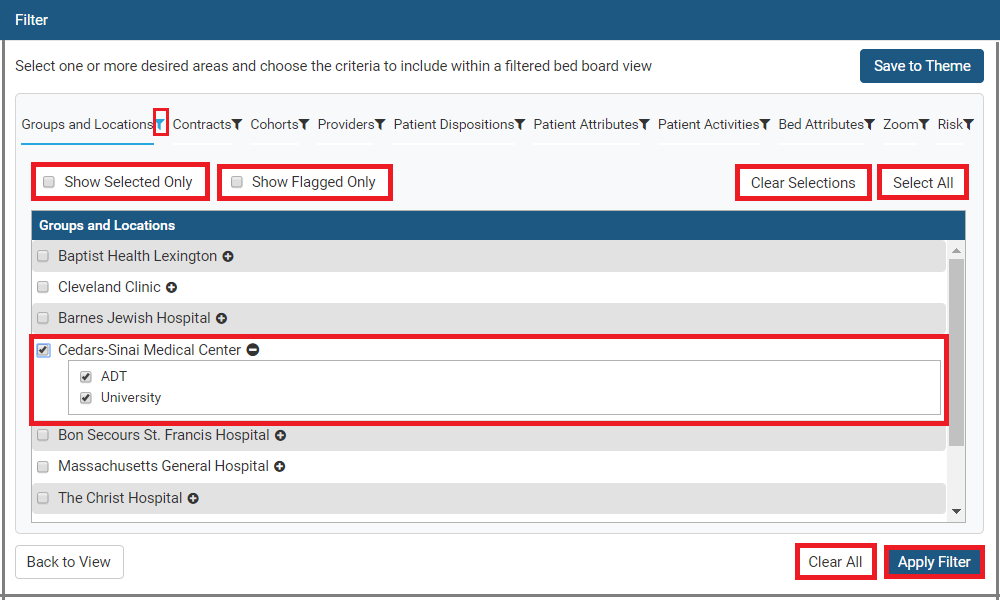 Filter
Select one or more desired areas and choose the criteria to include within a filtered bed board view
Save to Theme
Groups and Locations Contracts Cohorts Providers Patient Dispositions Patient Attributes Patient Activities Bed Attributes Zoom Risk
Show Selected Only Show Flagged Only Clear Selections Select All
Groups and Locations
Baptist Health Lexington
Cleveland Clinic
Barnes Jewish Hospital
Cedars-Sinai Medical Center
ADT
University
Bon Secours St. Francis Hospital
Massachusetts General Hospital
The Christ Hospital
Back to View Clear All Apply Filter